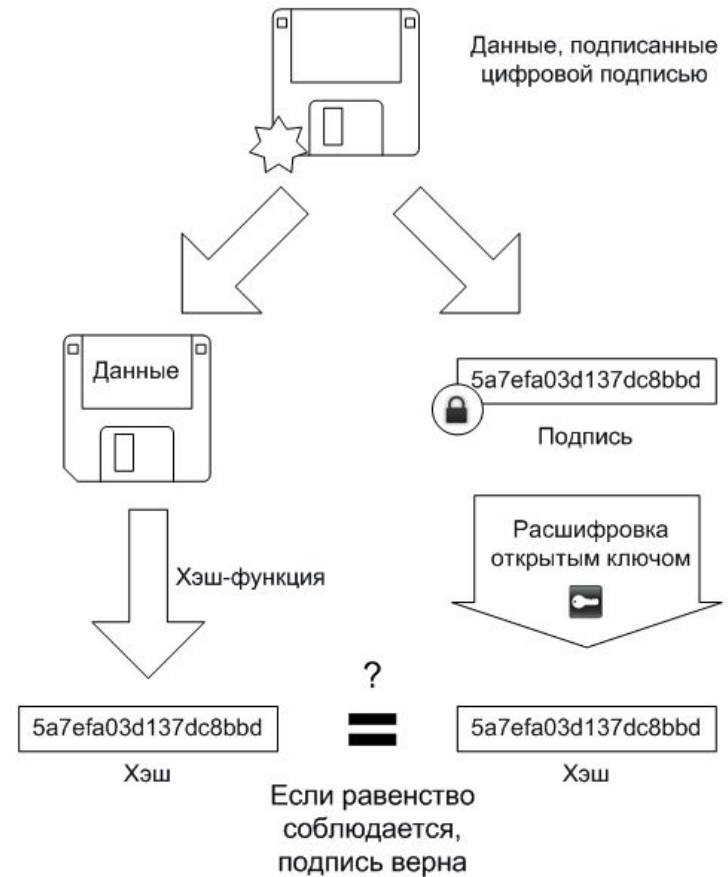 Данные, подписанные
цифровой подписью
Данные
5a7efa03d137dc8bbd
Подпись
Хэш-функция
Расшифровка
открытым ключом
?
5a7efa03d137dc8bbd
=
5a7efa03d137dc8bbd
Хэш
Хэш
Если равенство
соблюдается,
подпись верна